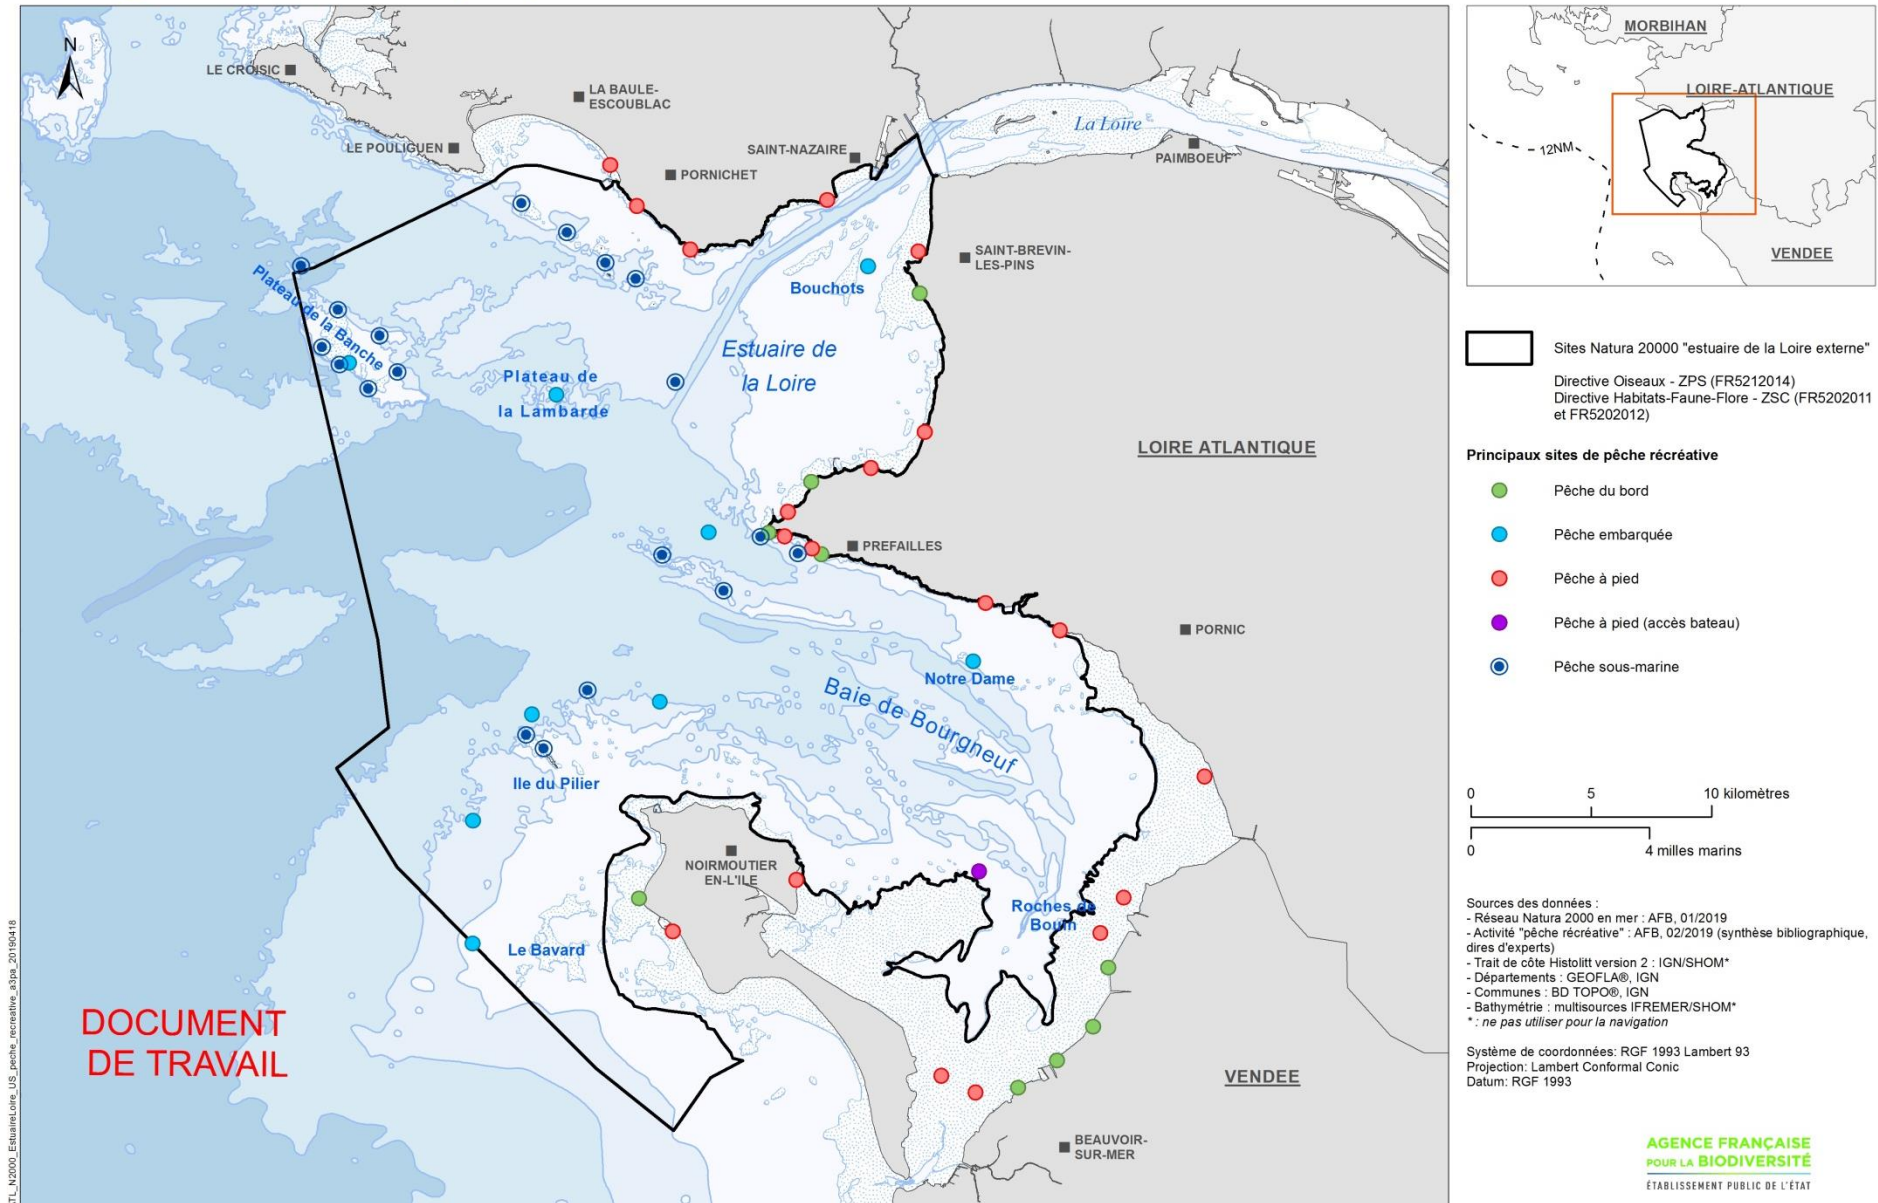 N
LE CROISIC
LA BAULE-
ESCOUBLAC
LE POULIGUEN
PORNICHET
SAINT-NAZAIRE
La Loire
PAIMBOEUF
SAINT-BREVIN-
LES-PINS
Bouchots
Plateau de la Banche
Estuaire de
la Loire
Plateau de
la Lambarde
LOIRE ATLANTIQUE
PREFAILLES
PORNIC
Notre Dame
Baie de Bourgneuf
Ile du Pilier
NOIRMOUTIER
EN-L'ILE
Roches de
Bouin
Le Bavard
DOCUMENT
DE TRAVAIL
VENDEE
BEAUVOIR-
SUR-MER
TL_N2000_EstuaireLoire_US_peche_recreative_a3pa_20190418
MORBIHAN
LOIRE-ATLANTIQUE
12NM
VENDEE
Sites Natura 20000 "estuaire de la Loire externe"
Directive Oiseaux - ZPS (FR5212014)
Directive Habitats-Faune-Flore - ZSC (FR5202011
et FR5202012)
Principaux sites de pêche récréative
Pêche du bord
Pêche embarquée
Pêche à pied
Pêche à pied (accès bateau)
Pêche sous-marine
0 5 10 kilomètres
0 4 milles marins
Sources des données :
- Réseau Natura 2000 en mer : AFB, 01/2019
- Activité "pêche récréative" : AFB, 02/2019 (synthèse bibliographique,
dires d'experts)
- Trait de côte Histolitt version 2 : IGN/SHOM*
- Départements : GEOFLA®, IGN
- Communes : BD TOPO®, IGN
- Bathymétrie : multisources IFREMER/SHOM*
* : ne pas utiliser pour la navigation
Système de coordonnées: RGF 1993 Lambert 93
Projection: Lambert Conformal Conic
Datum: RGF 1993
AGENCE FRANÇAISE
POUR LA BIODIVERSITÉ
ÉTABLISSEMENT PUBLIC DE L'ÉTAT